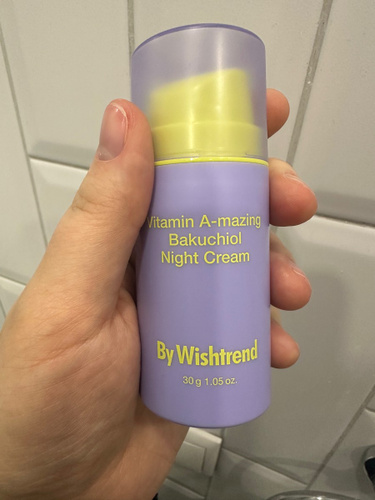 Vitamin A-mazing
Bakuchiol
Night Cream
By Wishtrend
30 g 1.05 oz.